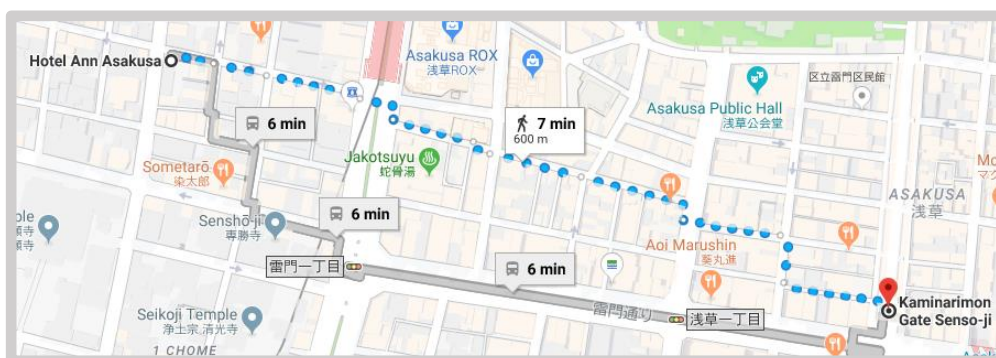 Hotel Ann Asakusa
Asakusa ROX
浅草ROX
区立雷門区民館
Asakusa Public Hall
浅草公会堂
6 min
7 min
600 m
Jakotsuyu
蛇骨湯
Sometarō
染太郎
ASAKUSA
浅草
6 min
Senshō-ji
専勝寺
雷門一丁目
6 min
Aoi Marushin
葵丸進
Kaminarimon
Gate Senso-ji
雷門通り
浅草一丁目
Seikoji Temple
浄土宗 清光寺
1 CHOME